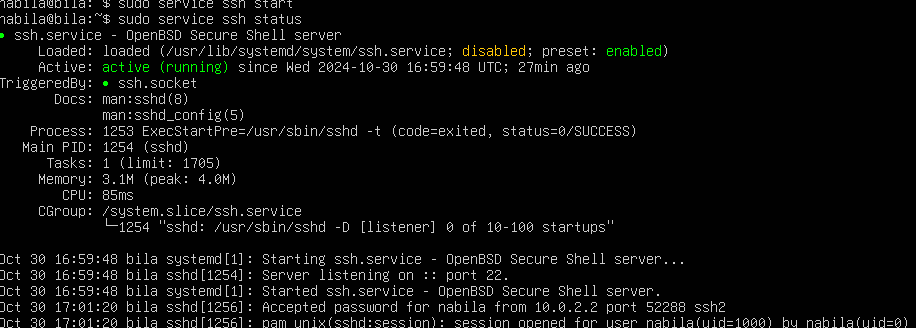 nabila@bila:~$ sudo service ssh start
nabila@bila:~$ sudo service ssh status
● ssh.service - OpenBSD Secure Shell server
Loaded: loaded (/usr/lib/systemd/system/ssh.service; disabled; preset: enabled)
Active: active (running) since Wed 2024-10-30 16:59:48 UTC; 27min ago
TriggeredBy: ● ssh.socket
Docs: man:sshd(8)
man:sshd_config(5)
Process: 1253 ExecStartPre=/usr/sbin/sshd -t (code=exited, status=0/SUCCESS)
Main PID: 1254 (sshd)
Tasks: 1 (limit: 1705)
Memory: 3.1M (peak: 4.0M)
CPU: 85ms
CGroup: /system.slice/ssh.service
└─1254 "sshd: /usr/sbin/sshd -D [listener] 0 of 10-100 startups"
Oct 30 16:59:48 bila systemd[1]: Starting ssh.service - OpenBSD Secure Shell server...
Oct 30 16:59:48 bila sshd[1254]: Server listening on :: port 22.
Oct 30 16:59:48 bila systemd[1]: Started ssh.service - OpenBSD Secure Shell server.
Oct 30 17:01:20 bila sshd[1256]: Accepted password for nabila from 10.0.2.2 port 52288 ssh2
Oct 30 17:01:20 bila sshd[1256]: pam_unix(sshd:session): session opened for user nabila(uid=1000) by nabila(uid=0)